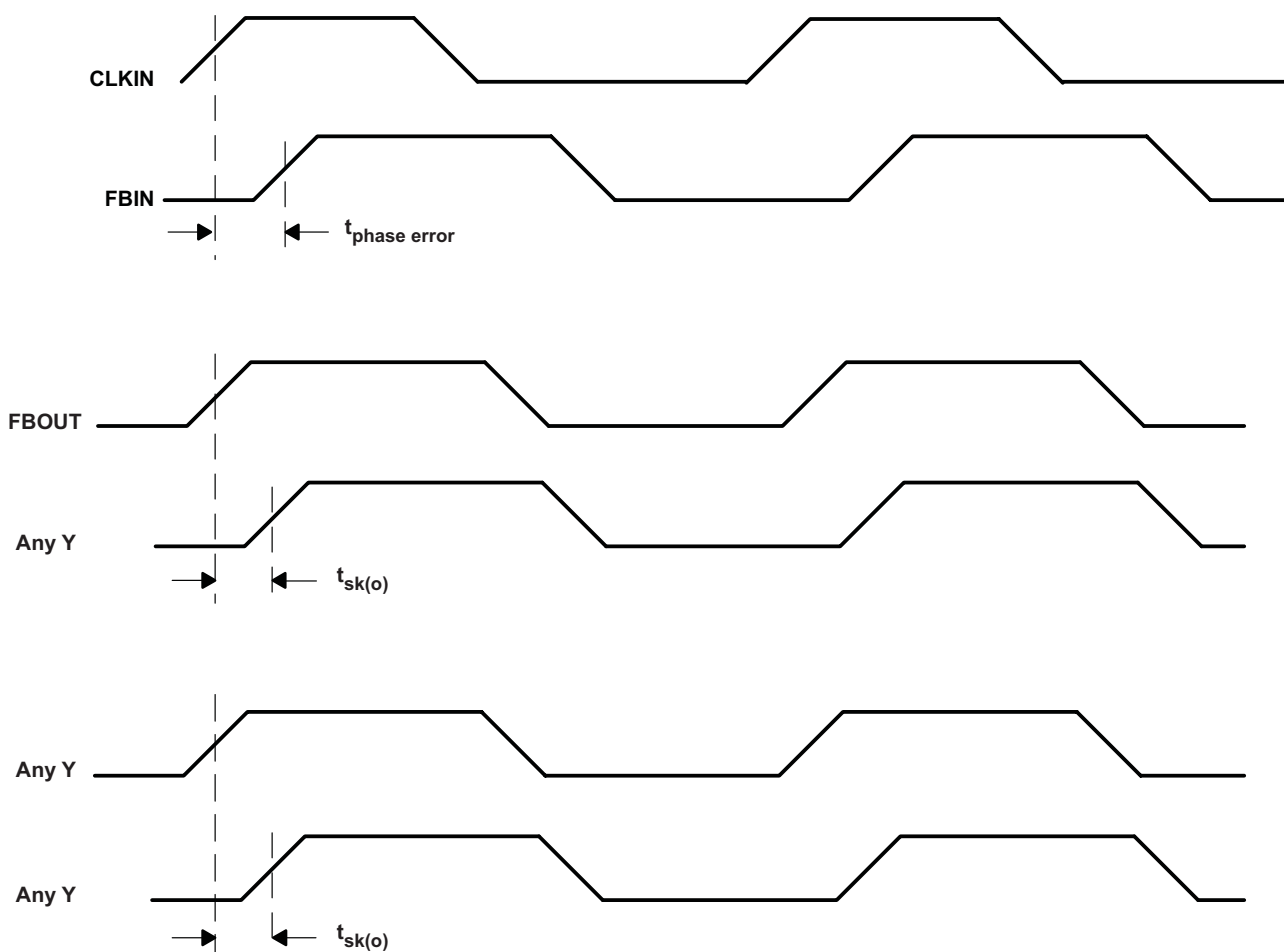 CLKIN
FBIN
tphase error
FBOUT
Any Y
tsk(o)
Any Y
Any Y
tsk(o)